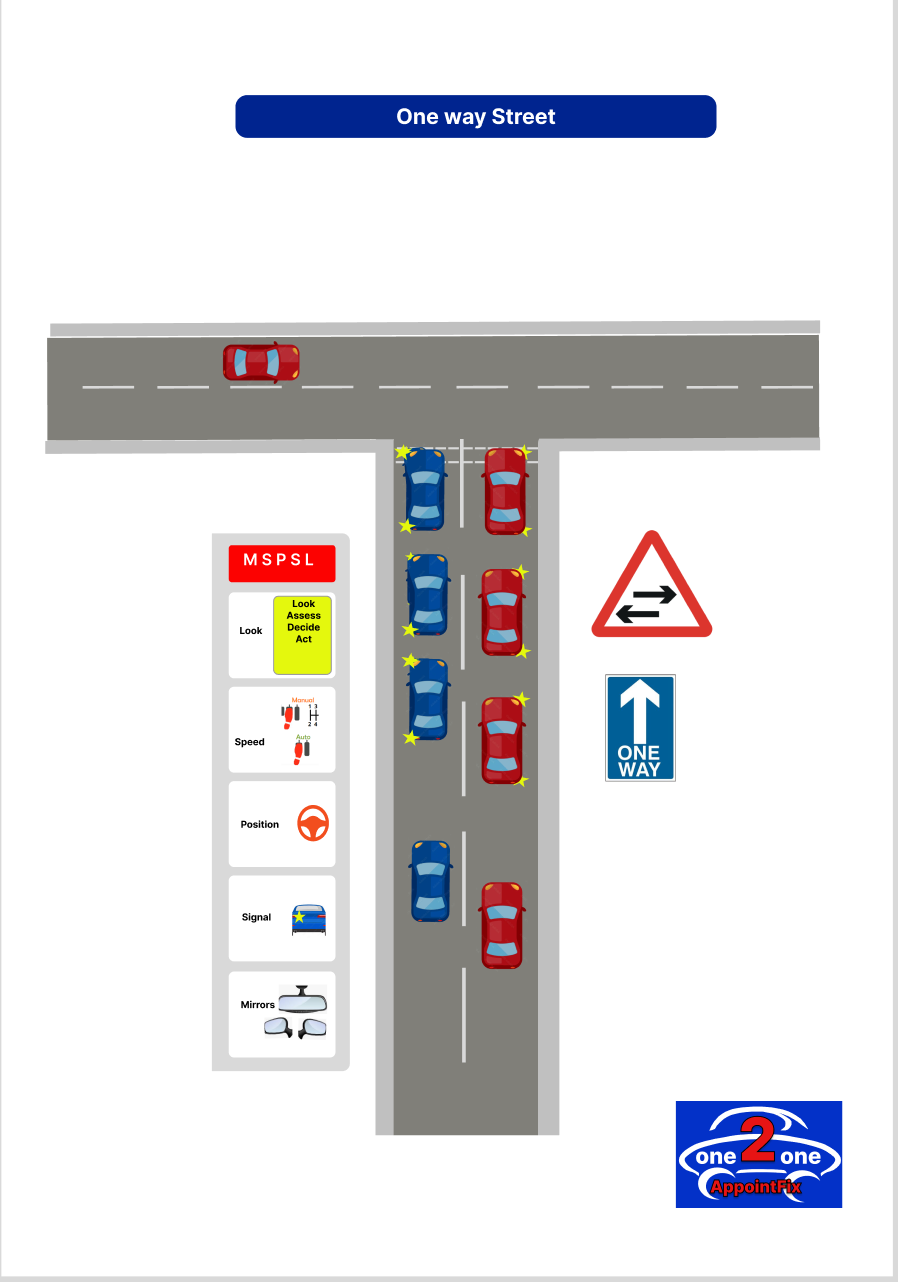 One way Street
MSPSL
Look
Look
Assess
Decide
Act
Speed
Manual
1 3
2 4
Auto
Position
Signal
Mirrors
ONE
WAY
one 2 one
AppointFix